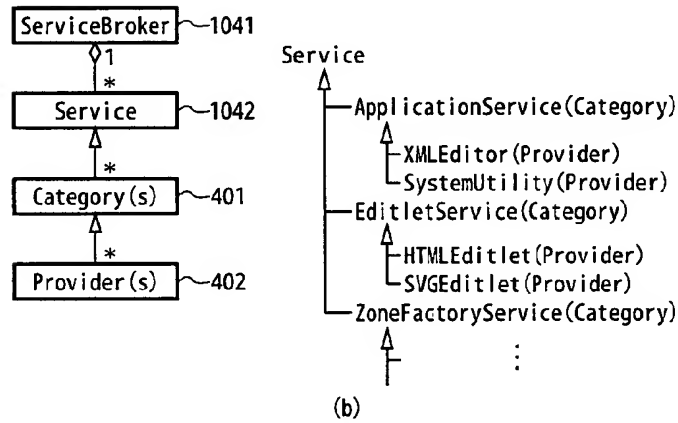 ServiceBroker 1041
1
*
Service 1042
*
Category(s) 401
*
Provider(s) 402
Service
ApplicationService(Category)
XMLEditor(Provider)
SystemUtility(Provider)
EditletService(Category)
HTMLEditlet(Provider)
SVGEditlet(Provider)
ZoneFactoryService(Category)
⋮
(b)